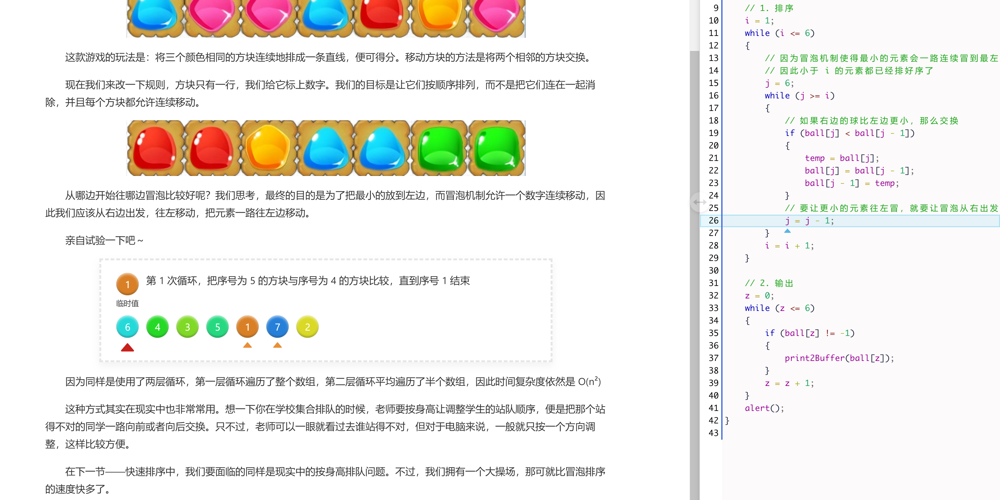 这款游戏的玩法是：将三个颜色相同的方块连续地排成一条直线，便可得分。移动方块的方法是将两个相邻的方块交换。
现在我们来改一下规则，方块只有一行，我们给它标上数字。我们的目标是让它们按顺序排列，而不是把它们连在一起消
除，并且每个方块都允许连续移动。
从哪边开始往哪边冒泡比较好呢？我们思考，最终的目的是为了把最小的放到左边，而冒泡机制允许一个数字连续移动，因
此我们应该从右边出发，往左移动，把元素一路往左边移动。
亲自试验一下吧～
1 第 1 次循环，把序号为 5 的方块与序号为 4 的方块比较，直到序号 1 结束
临时值
6 4 3 5 1 7 2
因为同样是使用了两层循环，第一层循环遍历了整个数组，第二层循环平均遍历了半个数组，因此时间复杂度依然是 O(n²)
这种方式其实在现实中也非常常用。想一下你在学校集合排队的时候，老师要按身高让调整学生的站队顺序，便是把那个站
得不对的同学一路向前或者向后交换。只不过，老师可以一眼就看过去谁站得不对，但对于电脑来说，一般就只按一个方向调
整，这样比较方便。
在下一节——快速排序中，我们要面临的同样是现实中的按身高排队问题。不过，我们拥有一个大操场，那可就比冒泡排序
的速度快多了。
9 // 1. 排序
10 i = 1;
11 while (i <= 6)
12 {
13 // 因为冒泡机制使得最小的元素会一路连续冒到最左
14 // 因此小于 i 的元素都已经排好序了
15 j = 6;
16 while (j >= i)
17 {
18 // 如果右边的球比左边更小，那么交换
19 if (ball[j] < ball[j - 1])
20 {
21 temp = ball[j];
22 ball[j] = ball[j - 1];
23 ball[j - 1] = temp;
24 }
25 // 要让更小的元素往左冒，就要让冒泡从右出发
26 j = j - 1;
27 }
28 i = i + 1;
29 }
30
31 // 2. 输出
32 z = 0;
33 while (z <= 6)
34 {
35 if (ball[z] != -1)
36 {
37 print2Buffer(ball[z]);
38 }
39 z = z + 1;
40 }
41 alert();
42 }
43